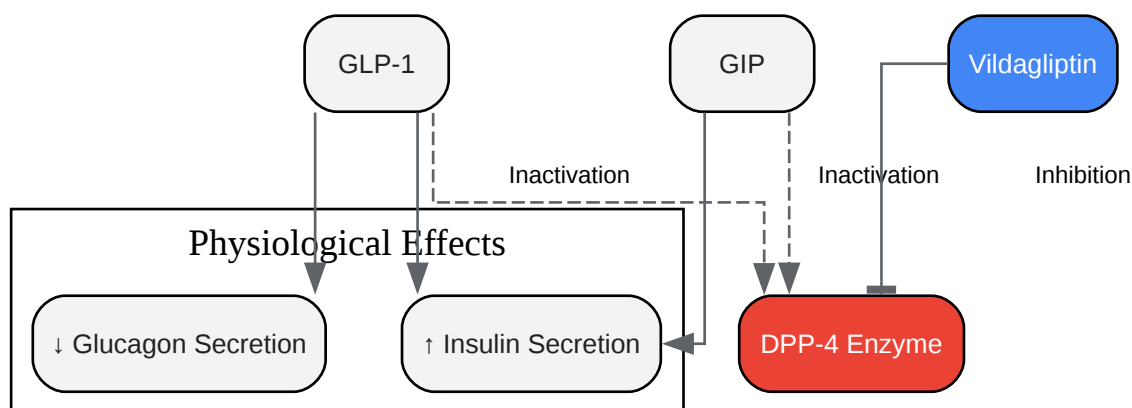 GLP-1
GIP
Vildagliptin
Inactivation
Inactivation
Inhibition
Physiological Effects
↓ Glucagon Secretion
↑ Insulin Secretion
DPP-4 Enzyme